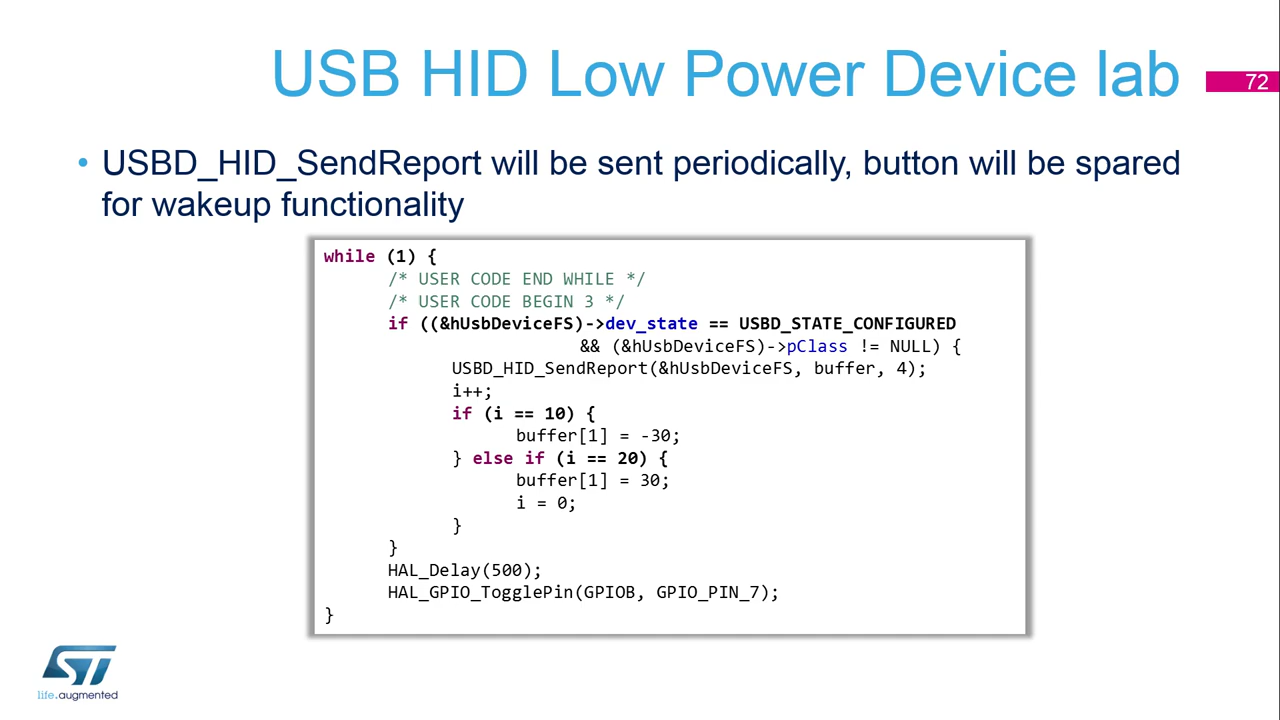 USB HID Low Power Device lab
72
• USBD_HID_SendReport will be sent periodically, button will be spared
for wakeup functionality
while (1) {
/* USER CODE END WHILE */
/* USER CODE BEGIN 3 */
if ((&hUsbDeviceFS)->dev_state == USBD_STATE_CONFIGURED
&& (&hUsbDeviceFS)->pClass != NULL) {
USBD_HID_SendReport(&hUsbDeviceFS, buffer, 4);
i++;
if (i == 10) {
buffer[1] = -30;
} else if (i == 20) {
buffer[1] = 30;
i = 0;
}
}
HAL_Delay(500);
HAL_GPIO_TogglePin(GPIOB, GPIO_PIN_7);
}
ST
life.augmented